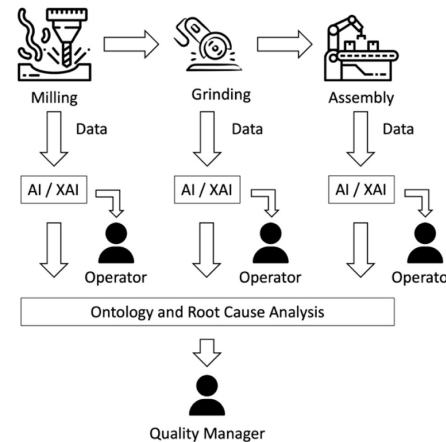 Milling
Grinding
Assembly
Data
Data
Data
AI / XAI
AI / XAI
AI / XAI
Operator
Operator
Operato
Ontology and Root Cause Analysis
Quality Manager